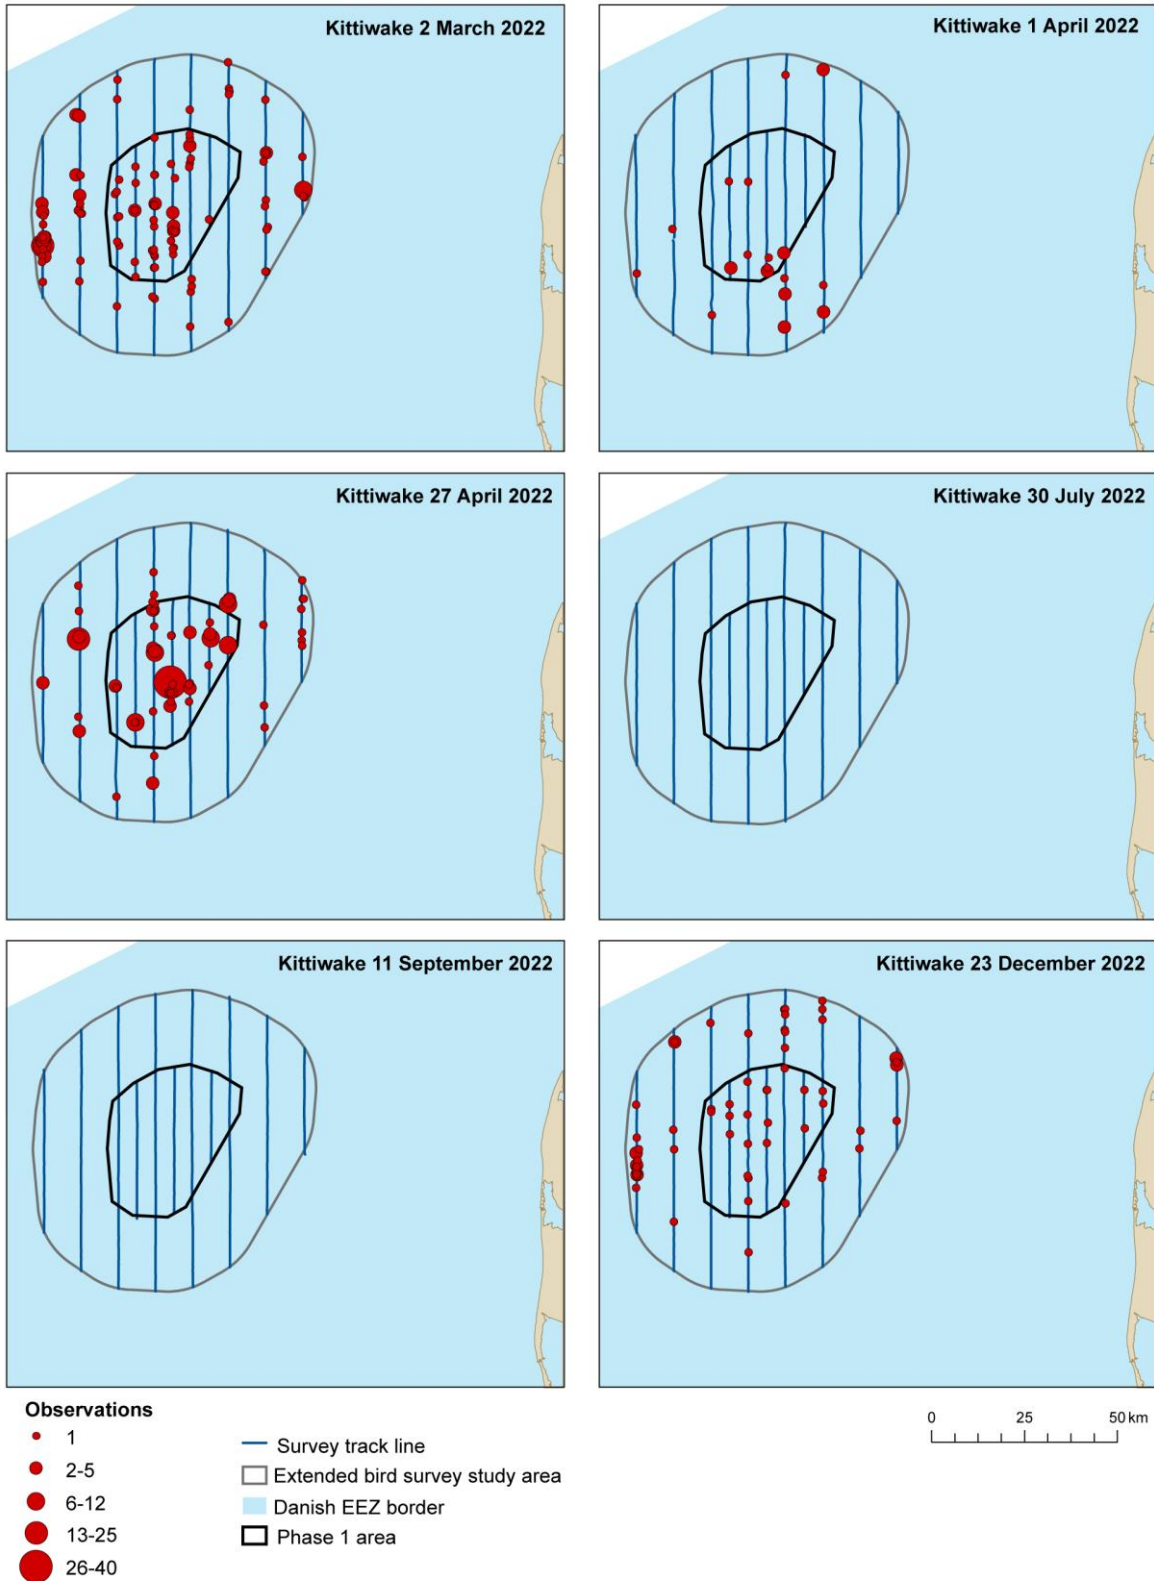 Kittiwake 2 March 2022
Kittiwake 1 April 2022
Kittiwake 27 April 2022
Kittiwake 30 July 2022
Kittiwake 11 September 2022
Kittiwake 23 December 2022
Observations
1
2-5
6-12
13-25
26-40
Survey track line
Extended bird survey study area
Danish EEZ border
Phase 1 area
0 25 50 km